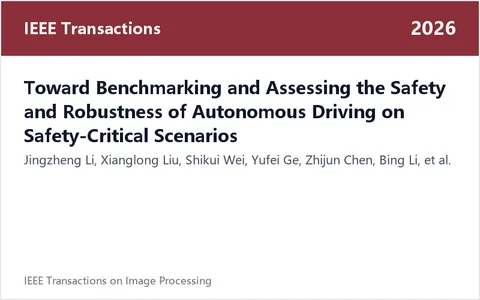 IEEE Transactions
2026
Toward Benchmarking and Assessing the Safety
and Robustness of Autonomous Driving on
Safety-Critical Scenarios
Jingzheng Li, Xianglong Liu, Shikui Wei, Yufei Ge, Zhijun Chen, Bing Li, et al.
IEEE Transactions on Image Processing